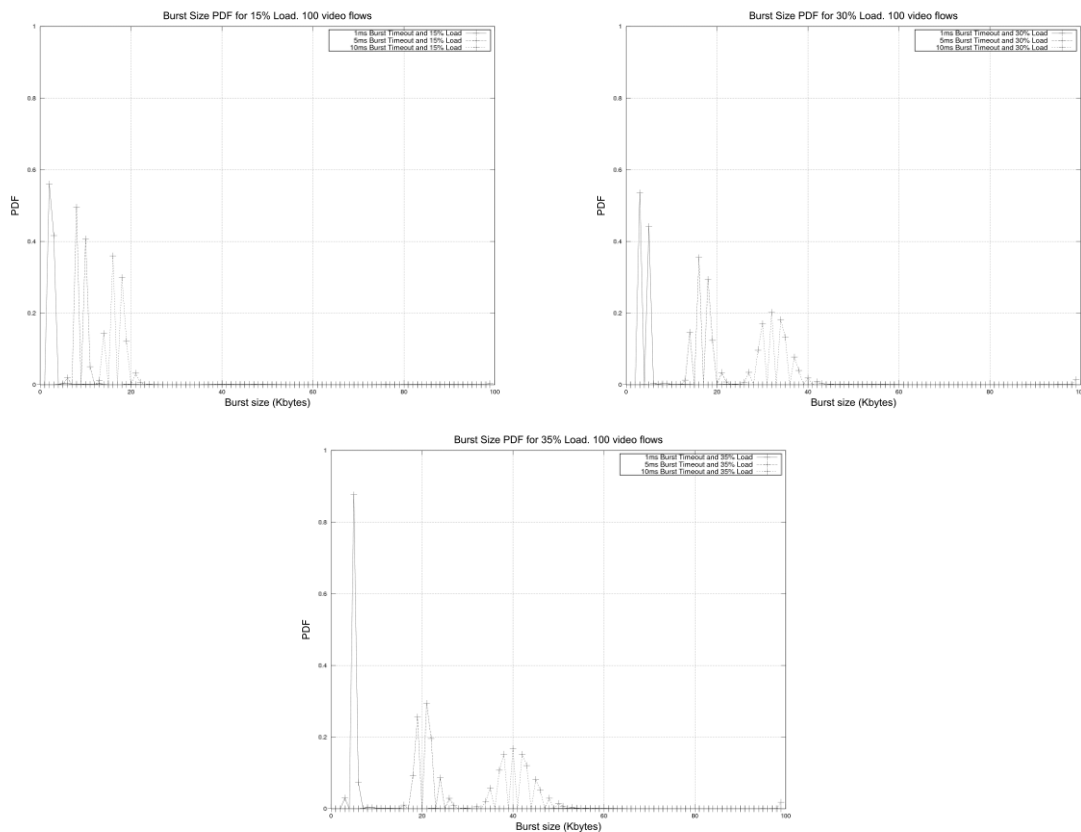 Burst Size PDF for 15% Load. 100 video flows
1ms Burst Timeout and 15% Load
5ms Burst Timeout and 15% Load
10ms Burst Timeout and 15% Load
1
0.8
0.6
0.4
0.2
0
PDF
0 20 40 60 80 100
Burst size (Kbytes)
Burst Size PDF for 30% Load. 100 video flows
1ms Burst Timeout and 30% Load
5ms Burst Timeout and 30% Load
10ms Burst Timeout and 30% Load
1
0.8
0.6
0.4
0.2
0
PDF
0 20 40 60 80 100
Burst size (Kbytes)
Burst Size PDF for 35% Load. 100 video flows
1ms Burst Timeout and 35% Load
5ms Burst Timeout and 35% Load
10ms Burst Timeout and 35% Load
1
0.8
0.6
0.4
0.2
0
PDF
0 20 40 60 80 100
Burst size (Kbytes)